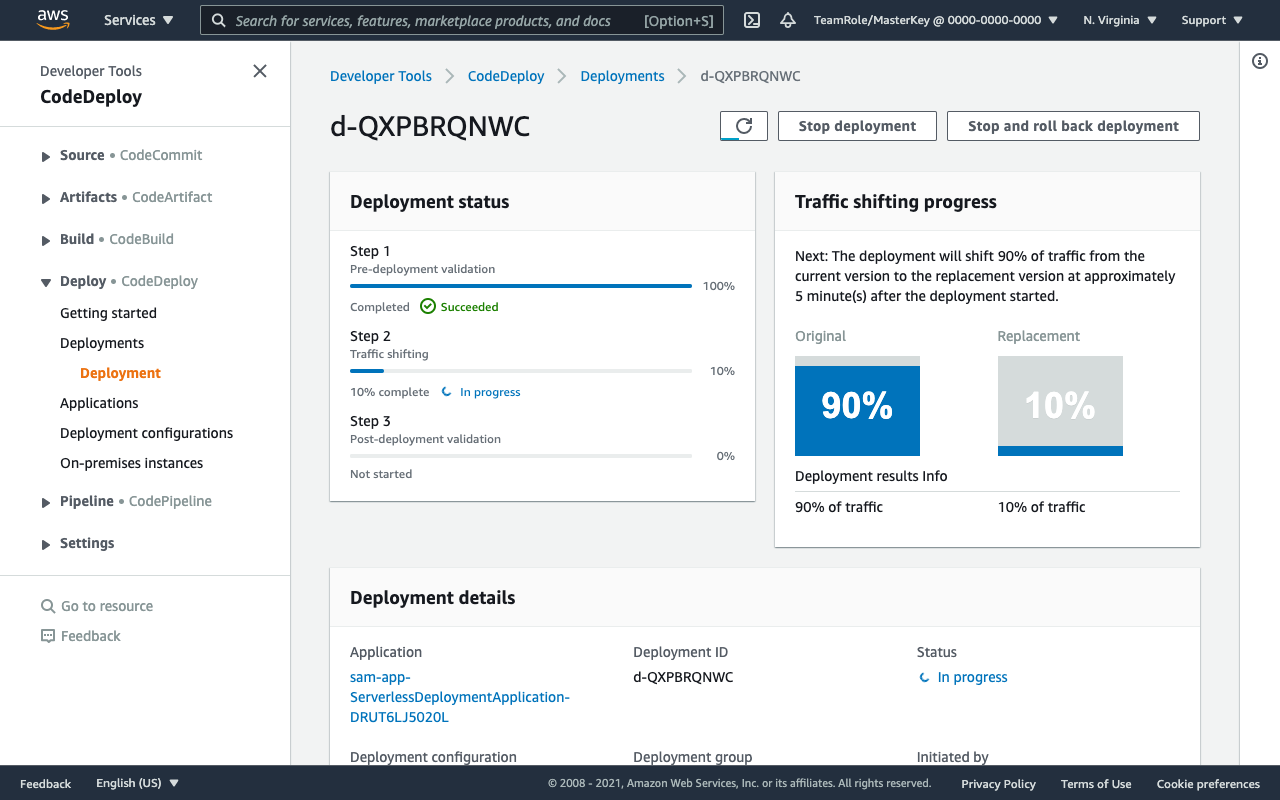 aws
Services
Search for services, features, marketplace products, and docs [Option+S]
TeamRole/MasterKey @ 0000-0000-0000
N. Virginia
Support
Developer Tools
CodeDeploy
Source • CodeCommit
Artifacts • CodeArtifact
Build • CodeBuild
Deploy • CodeDeploy
Getting started
Deployments
Deployment
Applications
Deployment configurations
On-premises instances
Pipeline • CodePipeline
Settings
Go to resource
Feedback
Developer Tools
CodeDeploy
Deployments
d-QXPBRQNWC
d-QXPBRQNWC
Stop deployment
Stop and roll back deployment
Deployment status
Step 1
Pre-deployment validation
100%
Completed Succeeded
Step 2
Traffic shifting
10%
10% complete In progress
Step 3
Post-deployment validation
0%
Not started
Traffic shifting progress
Next: The deployment will shift 90% of traffic from the
current version to the replacement version at approximately
5 minute(s) after the deployment started.
Original Replacement
90% 10%
Deployment results Info
90% of traffic 10% of traffic
Deployment details
Application
sam-app-
ServerlessDeploymentApplication-
DRUT6LJ5020L
Deployment ID
d-QXPBRQNWC
Status
In progress
Deployment configuration
Deployment group
Initiated by
Feedback
English (US)
© 2008 - 2021, Amazon Web Services, Inc. or its affiliates. All rights reserved.
Privacy Policy
Terms of Use
Cookie preferences